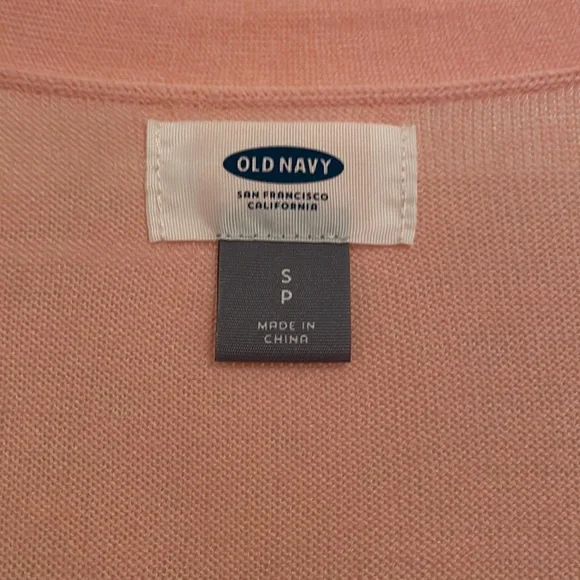 OLD NAVY
SAN FRANCISCO
CALIFORNIA
S
P
MADE IN
CHINA